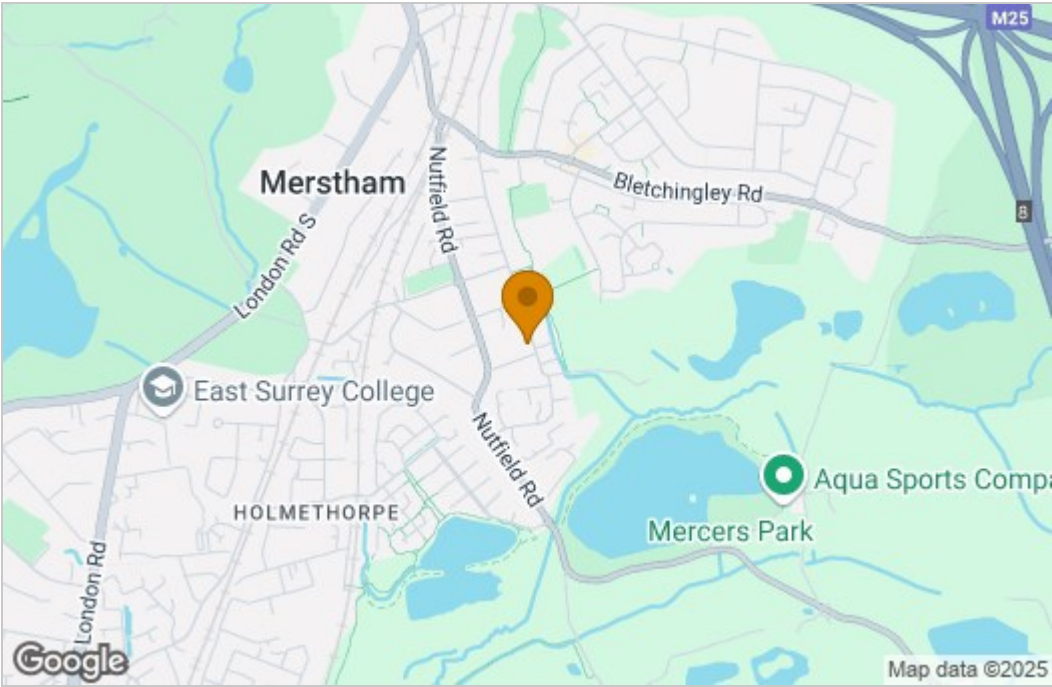 M25
Merstham
Nutfield Rd
Bletchingley Rd
8
London Rd S
East Surrey College
Nutfield Rd
Aqua Sports Compa
HOLMETHORPE
Mercers Park
London Rd
Google
Map data ©2025